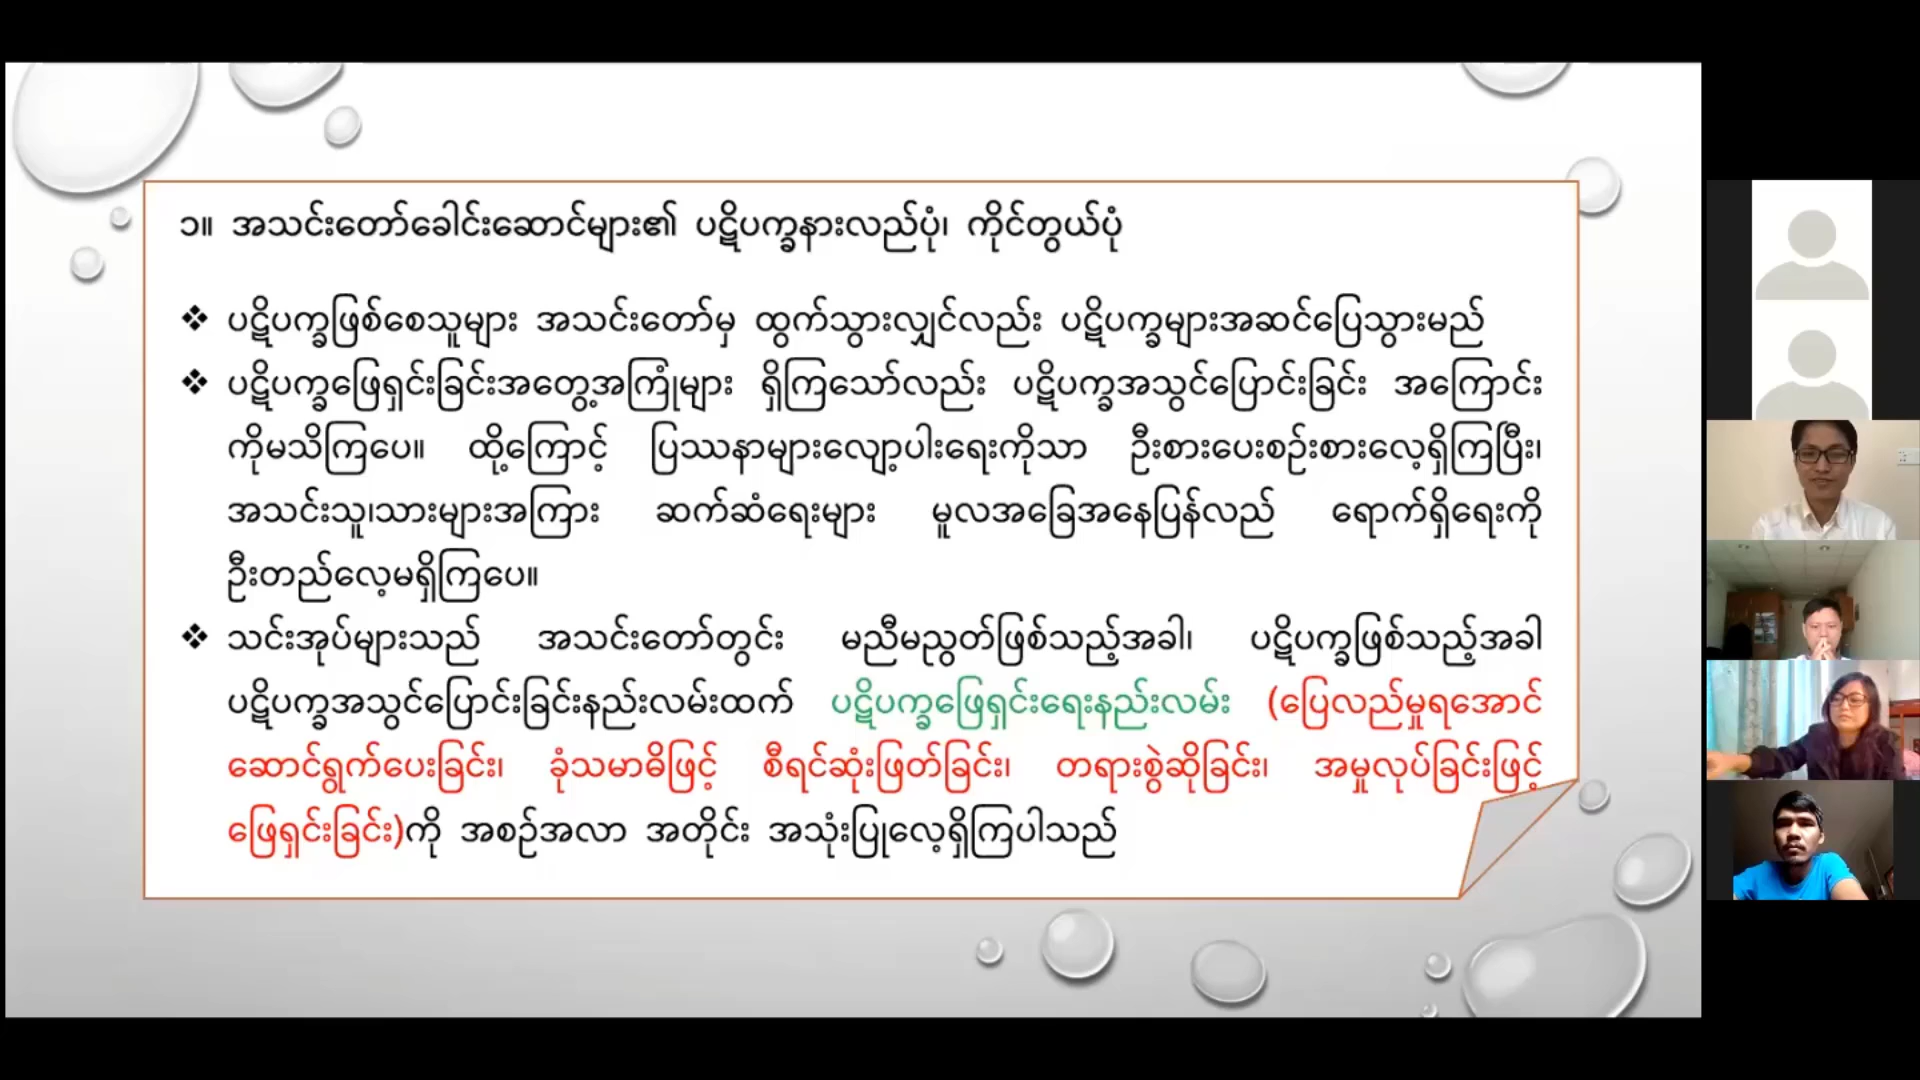 ၁။ အသင်းတော်ခေါင်းဆောင်များ၏ ပဋိပက္ခနားလည်ပုံ၊ ကိုင်တွယ်ပုံ
❖ ပဋိပက္ခဖြစ်စေသူများ အသင်းတော်မှ ထွက်သွားလျှင်လည်း ပဋိပက္ခများအဆင်ပြေသွားမည်
❖ ပဋိပက္ခဖြေရှင်းခြင်းအတွေ့အကြုံများ ရှိကြသော်လည်း ပဋိပက္ခအသွင်ပြောင်းခြင်း အကြောင်း
ကိုမသိကြပေ။ ထို့ကြောင့် ပြဿနာများလျော့ပါးရေးကိုသာ ဦးစားပေးစဉ်းစားလေ့ရှိကြပြီး၊
အသင်းသူ၊သားများအကြား ဆက်ဆံရေးများ မူလအခြေအနေပြန်လည် ရောက်ရှိရေးကို
ဦးတည်လေ့မရှိကြပေ။
❖ သင်းအုပ်များသည် အသင်းတော်တွင်း မညီမညွတ်ဖြစ်သည့်အခါ၊ ပဋိပက္ခဖြစ်သည့်အခါ
ပဋိပက္ခအသွင်ပြောင်းခြင်းနည်းလမ်းထက် ပဋိပက္ခဖြေရှင်းရေးနည်းလမ်း (ပြေလည်မှုရအောင်
ဆောင်ရွက်ပေးခြင်း၊ ခုံသမာဓိဖြင့် စီရင်ဆုံးဖြတ်ခြင်း၊ တရားစွဲဆိုခြင်း၊ အမှုလုပ်ခြင်းဖြင့်
ဖြေရှင်းခြင်း)ကို အစဉ်အလာ အတိုင်း အသုံးပြုလေ့ရှိကြပါသည်